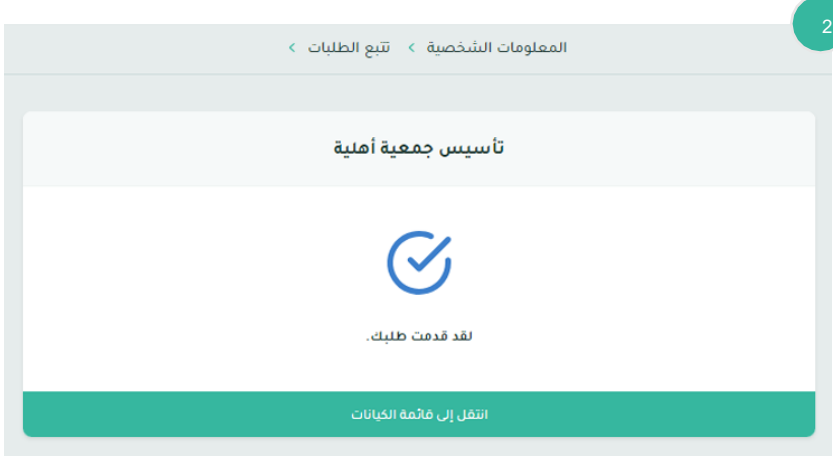 2
المعلومات الشخصية > تتبع الطلبات >
تأسيس جمعية أهلية
لقد قدمت طلبك.
انتقل إلى قائمة الكيانات